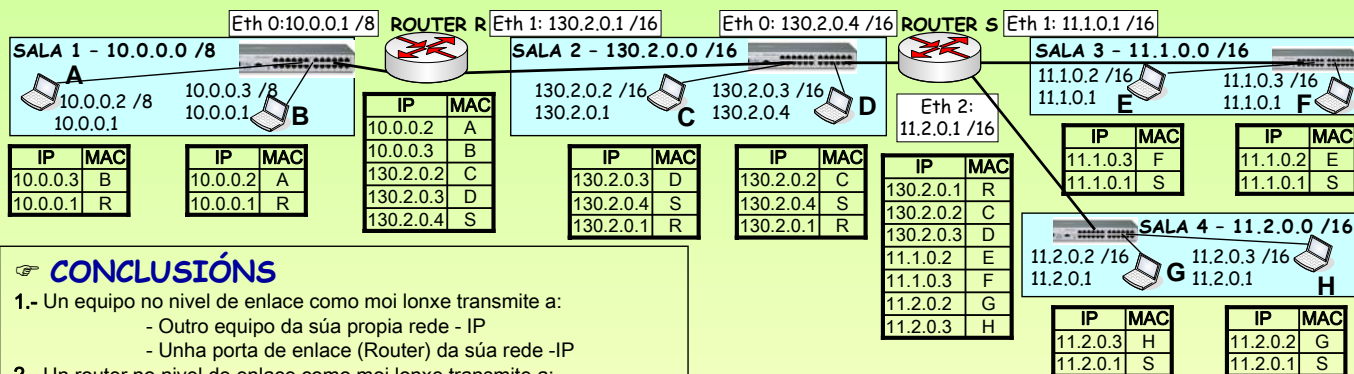 Eth 0:10.0.0.1 /8
ROUTER R
Eth 1: 130.2.0.1 /16
Eth 0: 130.2.0.4 /16
ROUTER S
Eth 1: 11.1.0.1 /16
SALA 1 - 10.0.0.0 /8
A
10.0.0.2 /8
10.0.0.1
10.0.0.3 /8
10.0.0.1
B
SALA 2 - 130.2.0.0 /16
130.2.0.2 /16
130.2.0.1
C
130.2.0.3 /16
130.2.0.4
D
SALA 3 - 11.1.0.0 /16
11.1.0.2 /16
11.1.0.1
E
11.1.0.3 /16
11.1.0.1
F
Eth 2:
11.2.0.1 /16
IP MAC
10.0.0.3 B
10.0.0.1 R
IP MAC
10.0.0.2 A
10.0.0.1 R
IP MAC
10.0.0.2 A
10.0.0.3 B
130.2.0.2 C
130.2.0.3 D
130.2.0.4 S
IP MAC
130.2.0.3 D
130.2.0.4 S
130.2.0.1 R
IP MAC
130.2.0.2 C
130.2.0.4 S
130.2.0.1 R
IP MAC
130.2.0.1 R
130.2.0.2 C
130.2.0.3 D
11.1.0.2 E
11.1.0.3 F
11.2.0.2 G
11.2.0.3 H
IP MAC
11.1.0.3 F
11.1.0.1 S
IP MAC
11.1.0.2 E
11.1.0.1 S
SALA 4 - 11.2.0.0 /16
11.2.0.2 /16
11.2.0.1
G
11.2.0.3 /16
11.2.0.1
H
IP MAC
11.2.0.3 H
11.2.0.1 S
IP MAC
11.2.0.2 G
11.2.0.1 S
☞ CONCLUSIÓNS
1.- Un equipo no nivel de enlace como moi lonxe transmite a:
- Outro equipo da súa propia rede - IP
- Unha porta de enlace (Router) da súa rede -IP
2.- Un router no nivel de enlace como moi lonxe transmite a: